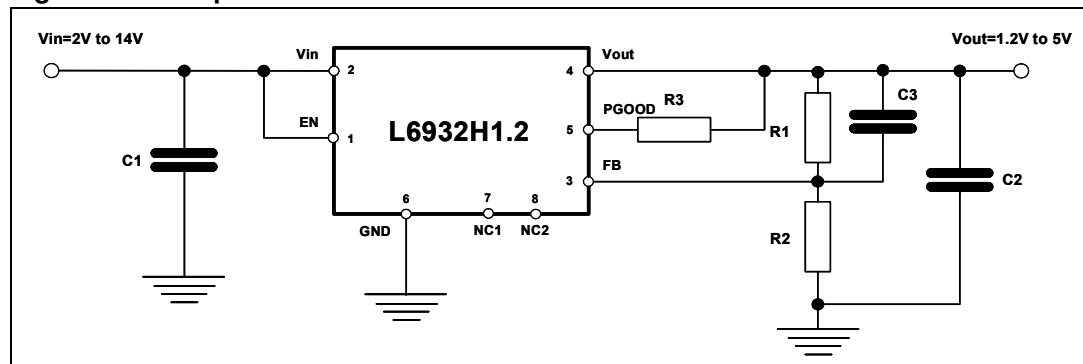 Vin=2V to 14V
Vout=1.2V to 5V
Vin
2
4
Vout
R3
PGOOD
C3
EN
1
L6932H1.2
5
R1
C1
FB
3
C2
6
7
8
GND
NC1
NC2
R2